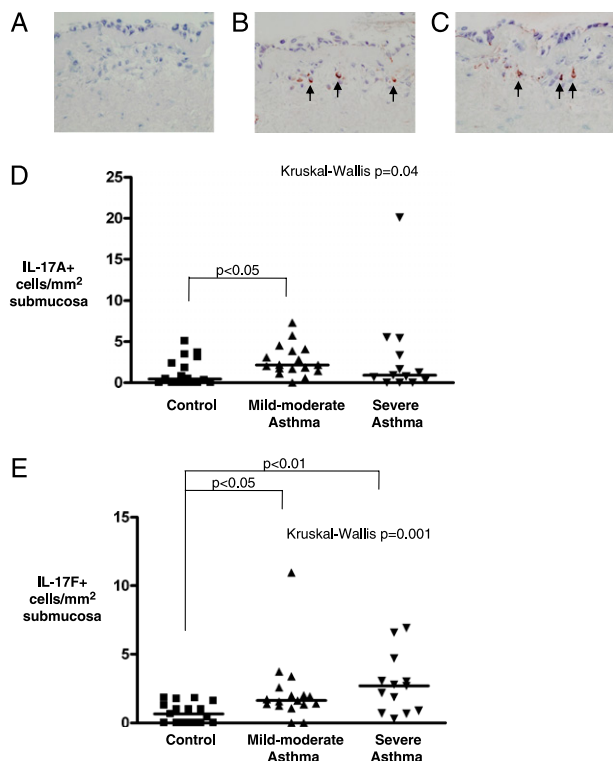 A
B
C
D
Kruskal-Wallis p=0.04
25
20
15
10
5
0
IL-17A+
cells/mm²
submucosa
p<0.05
Control
Mild-moderate
Asthma
Severe
Asthma
E
p<0.01
p<0.05
15
10
5
0
Kruskal-Wallis p=0.001
IL-17F+
cells/mm²
submucosa
Control
Mild-moderate
Asthma
Severe
Asthma